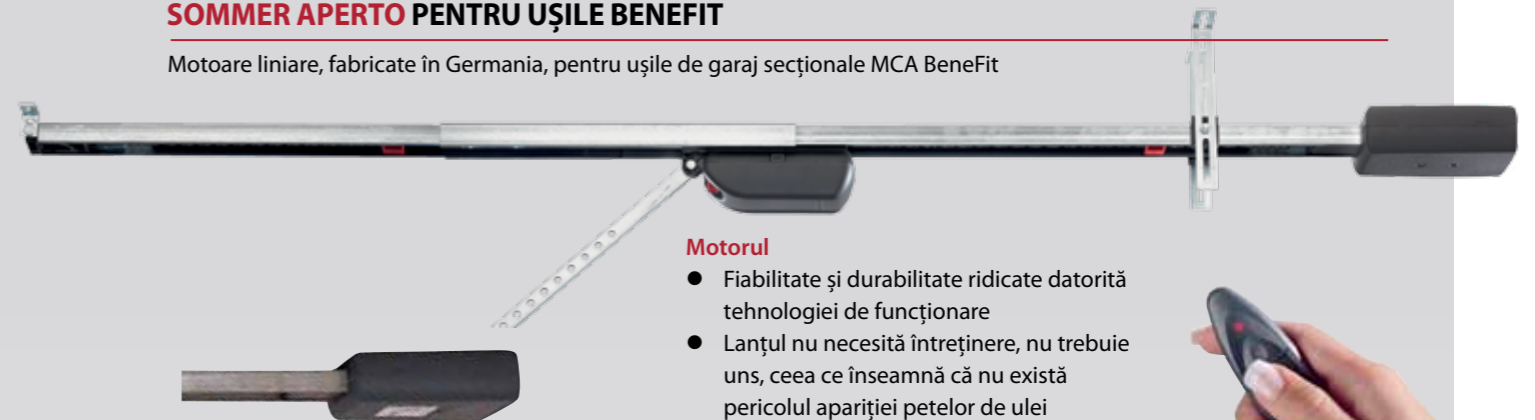 SOMMER APERTO PENTRU UȘILE BENEFIT
Motoare liniare, fabricate în Germania, pentru ușile de garaj secționale MCA BeneFit
Motorul
● Fiabilitate și durabilitate ridicate datorită
tehnologiei de funcționare
● Lanțul nu necesită întreținere, nu trebuie
uns, ceea ce înseamnă că nu există
pericolul apariției petelor de ulei